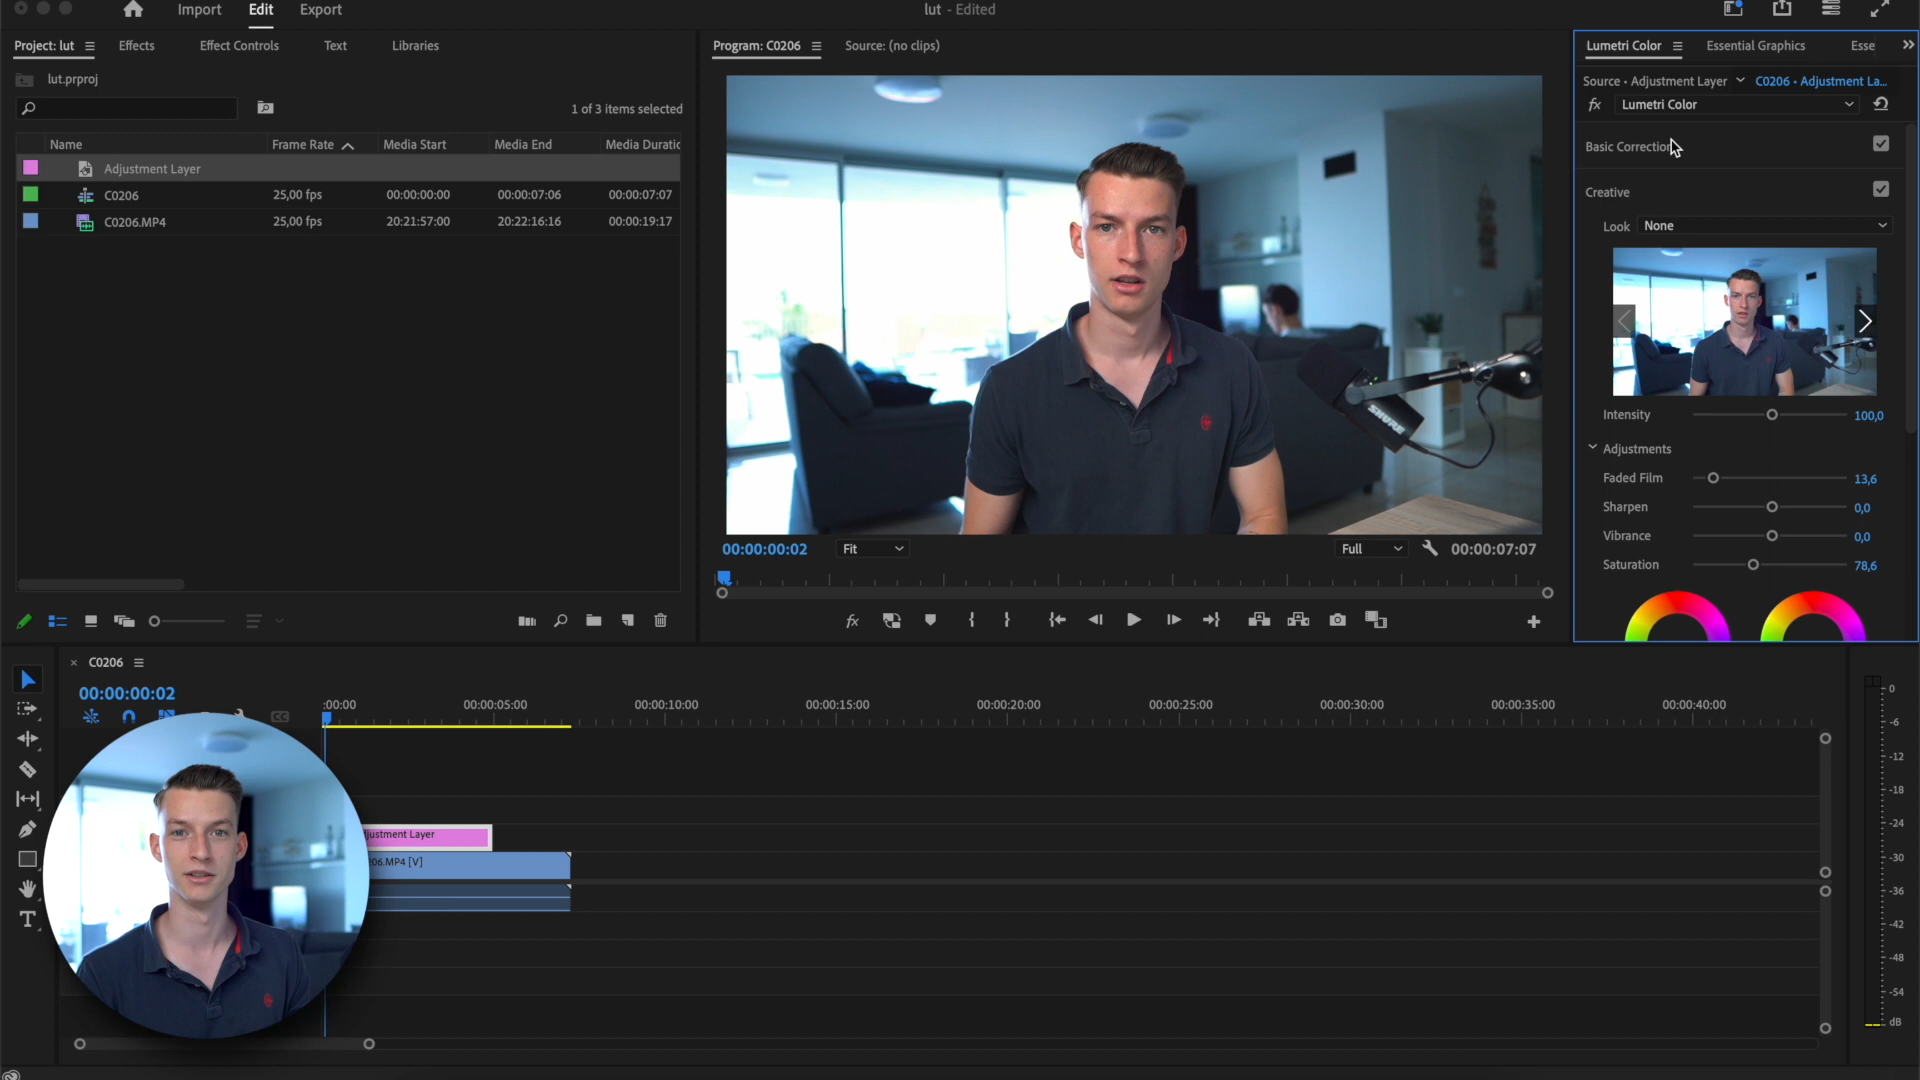 Import Edit Export
lut - Edited
Project: lut Effects Effect Controls Text Libraries
lut.prproj
1 of 3 items selected
Name Frame Rate Media Start Media End Media Duratic
Adjustment Layer
C0206 25,00 fps 00:00:00:00 00:00:07:06 00:00:07:07
C0206.MP4 25,00 fps 20:21:57:00 20:22:16:16 00:00:19:17
Program: C0206 Source: (no clips)
SHURE
00:00:00:02 Fit Full 00:00:07:07
fx
Lumetri Color Essential Graphics Esse
Source • Adjustment Layer C0206 • Adjustment La...
fx Lumetri Color
Basic Correction
Creative
Look None
Intensity 100,0
Adjustments
Faded Film 13,6
Sharpen 0,0
Vibrance 0,0
Saturation 78,6
× C0206
00:00:00:02
:00:00 00:00:05:00 00:00:10:00 00:00:15:00 00:00:20:00 00:00:25:00 00:00:30:00 00:00:35:00 00:00:40:00
CC
justment Layer
206.MP4 [V]
T
0
-6
-12
-18
-24
-30
-36
-42
-48
-54
dB